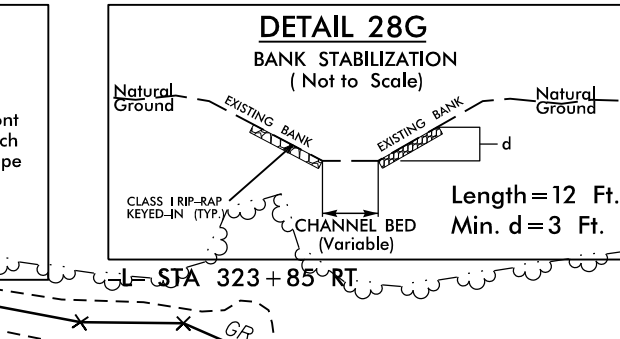 DETAIL 28G
BANK STABILIZATION
( Not to Scale)
Natural
Ground
EXISTING BANK
EXISTING BANK
Natural
Ground
d
ont
ch
pe
CLASS I RIP-RAP
KEYED-IN (TYP.)
CHANNEL BED
(Variable)
Length=12 Ft.
Min. d=3 Ft.
-L- STA 323+85 RT
GR